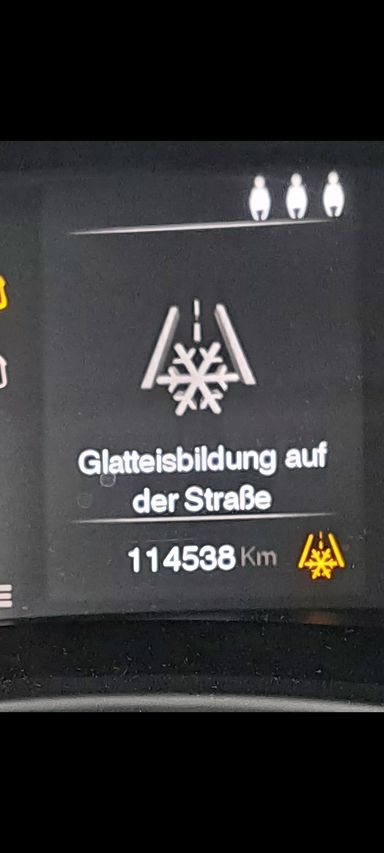 Glatteisbildung auf
der Straße
114538 Km